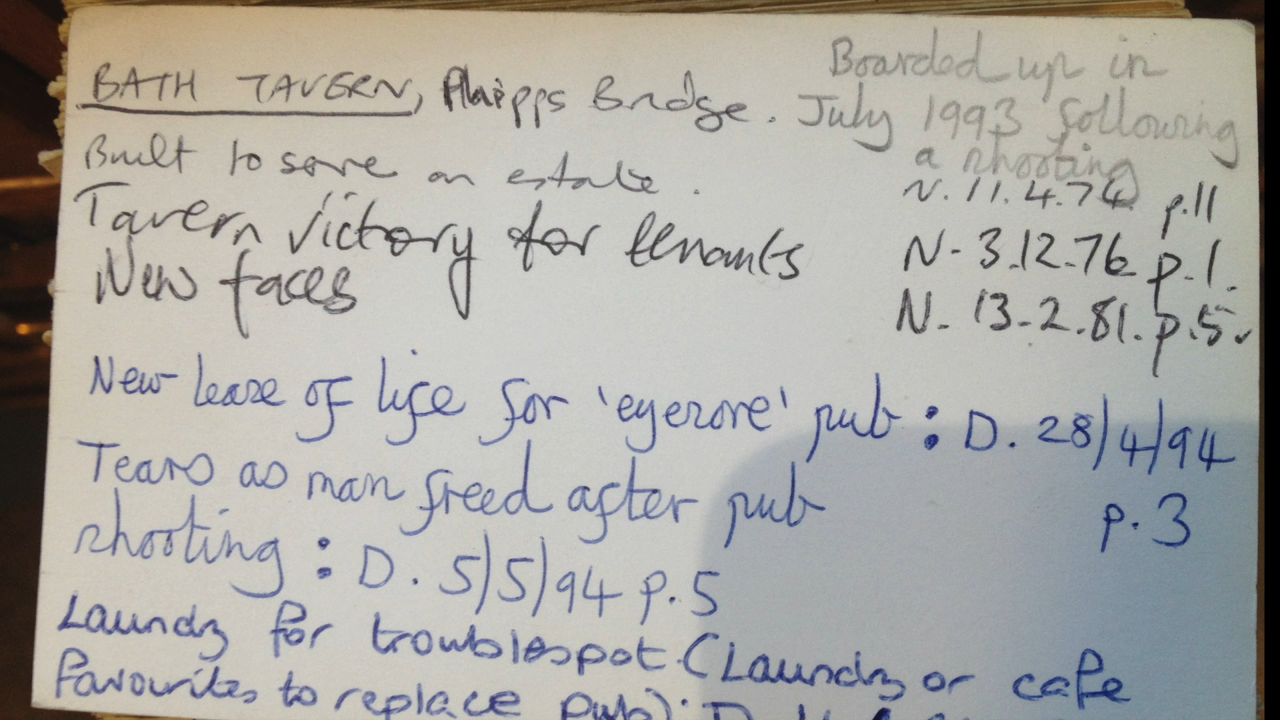 BATH TAVERN, Phipps Bridge.
Boarded up in
July 1993 following
a shooting
Built to serve an estate. N. 11.4.74. p.11
Tavern victory for tenants N-3.12.76 p.1.
New faces N-13-2.81. p.5.
New lease of life for 'eyesore' pub : D. 28/4/94
p.3
Tears as man freed after pub
shooting : D. 5/5/94 p.5
Laundry for troublespot (Laundry or cafe
favourites to replace pub): D.